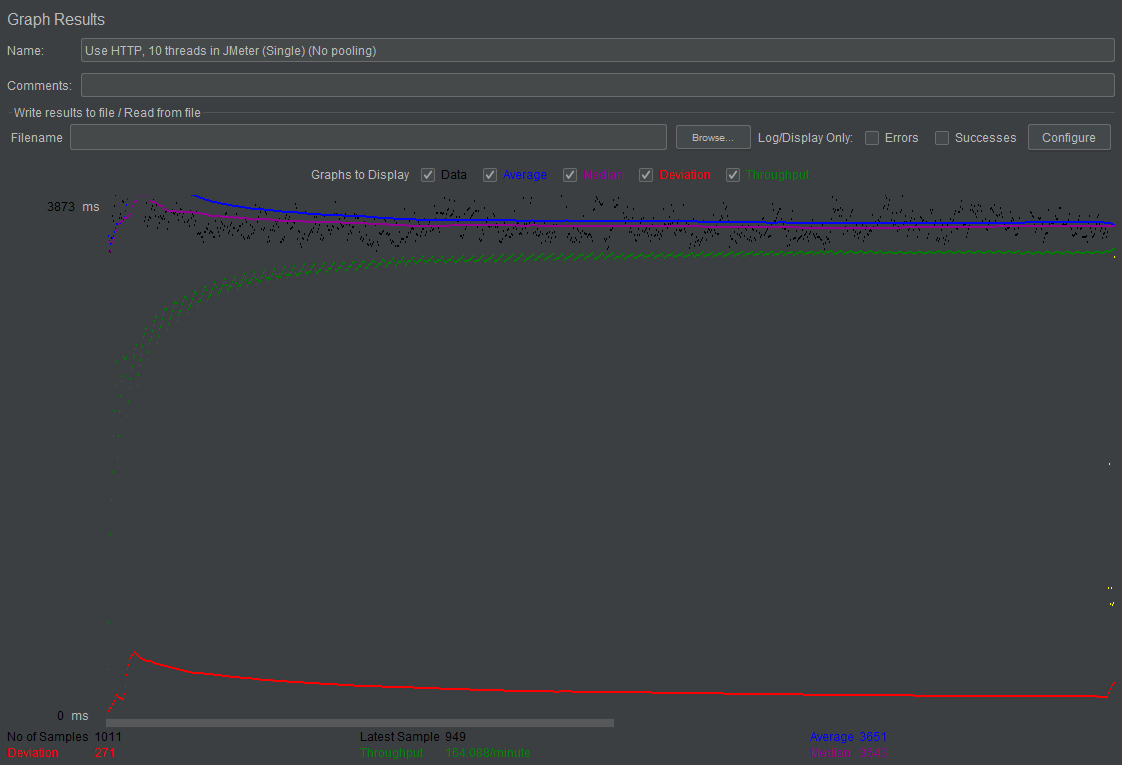 Graph Results
Name: Use HTTP, 10 threads in JMeter (Single) (No pooling)
Comments:
Write results to file / Read from file
Filename Browse... Log/Display Only: Errors Successes Configure
Graphs to Display Data Average Median Deviation Throughput
3873 ms
0 ms
No of Samples 1011 Latest Sample 949 Average 3651
Deviation 271 Throughput 164.088/minute Median